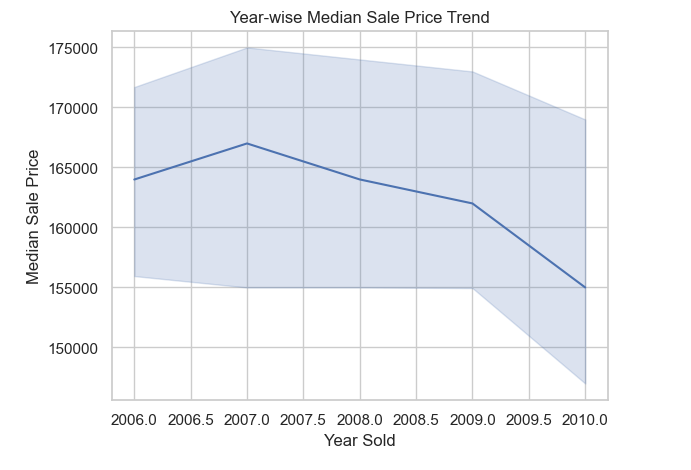 Year-wise Median Sale Price Trend
175000
170000
165000
160000
155000
150000
Median Sale Price
2006.0 2006.5 2007.0 2007.5 2008.0 2008.5 2009.0 2009.5 2010.0
Year Sold